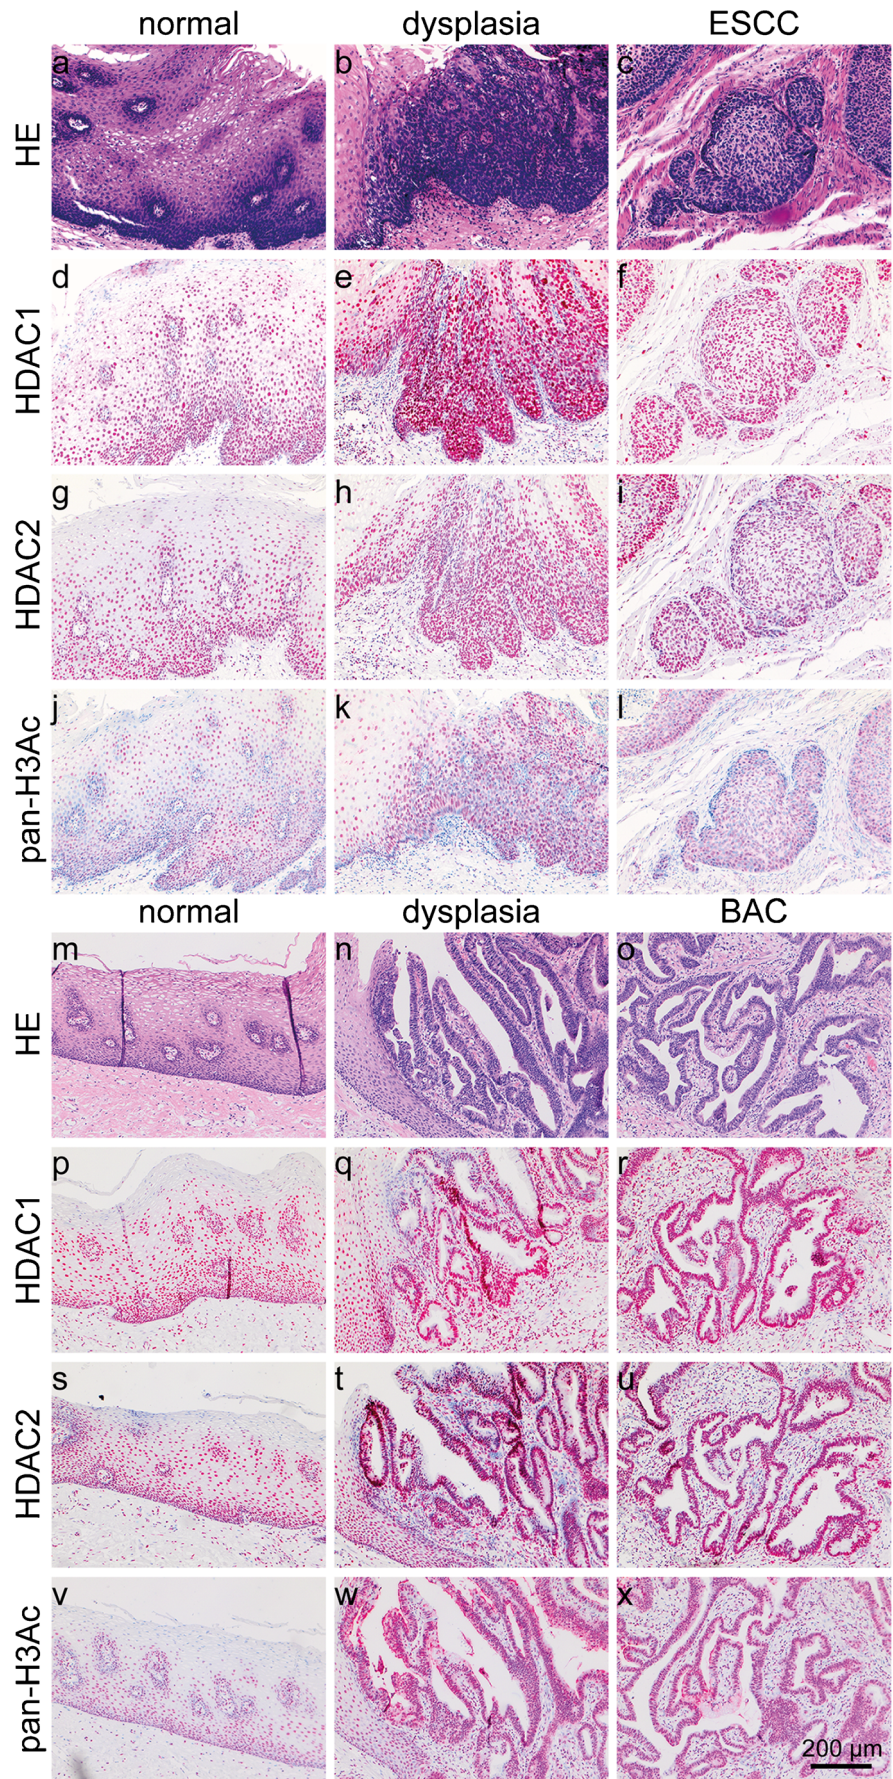 normal dysplasia ESCC
HE a b c
HDAC1 d e f
HDAC2 g h i
pan-H3Ac j k l
normal dysplasia BAC
HE m n o
HDAC1 p q r
HDAC2 s t u
pan-H3Ac v w x
200 µm